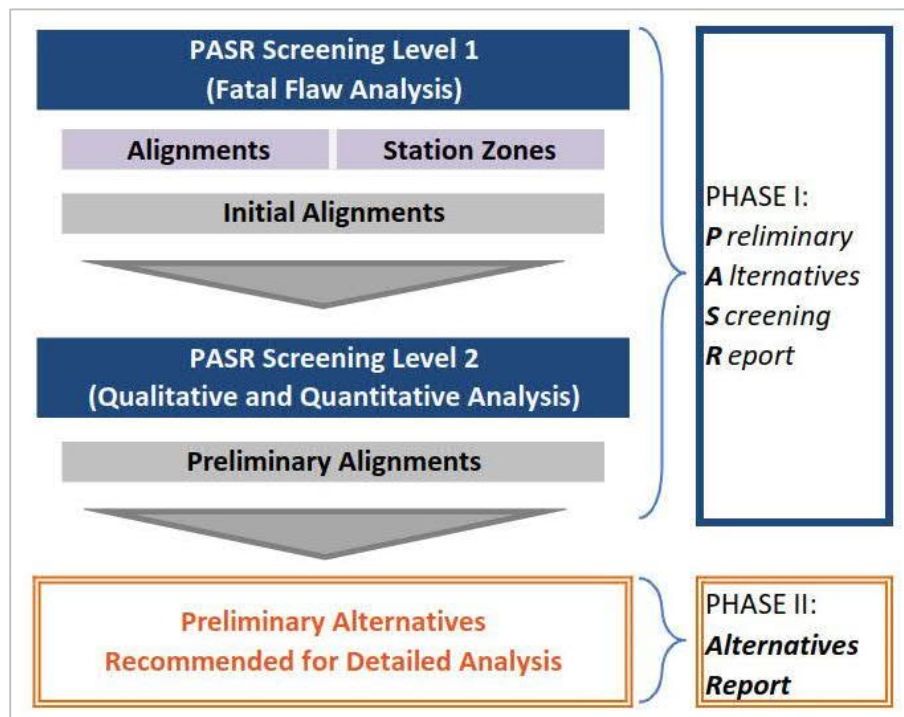 PASR Screening Level 1
(Fatal Flaw Analysis)
Alignments
Station Zones
Initial Alignments
PASR Screening Level 2
(Qualitative and Quantitative Analysis)
Preliminary Alignments
Preliminary Alternatives
Recommended for Detailed Analysis
PHASE I:
P reliminary
A lternatives
S creening
R eport
PHASE II:
Alternatives
Report